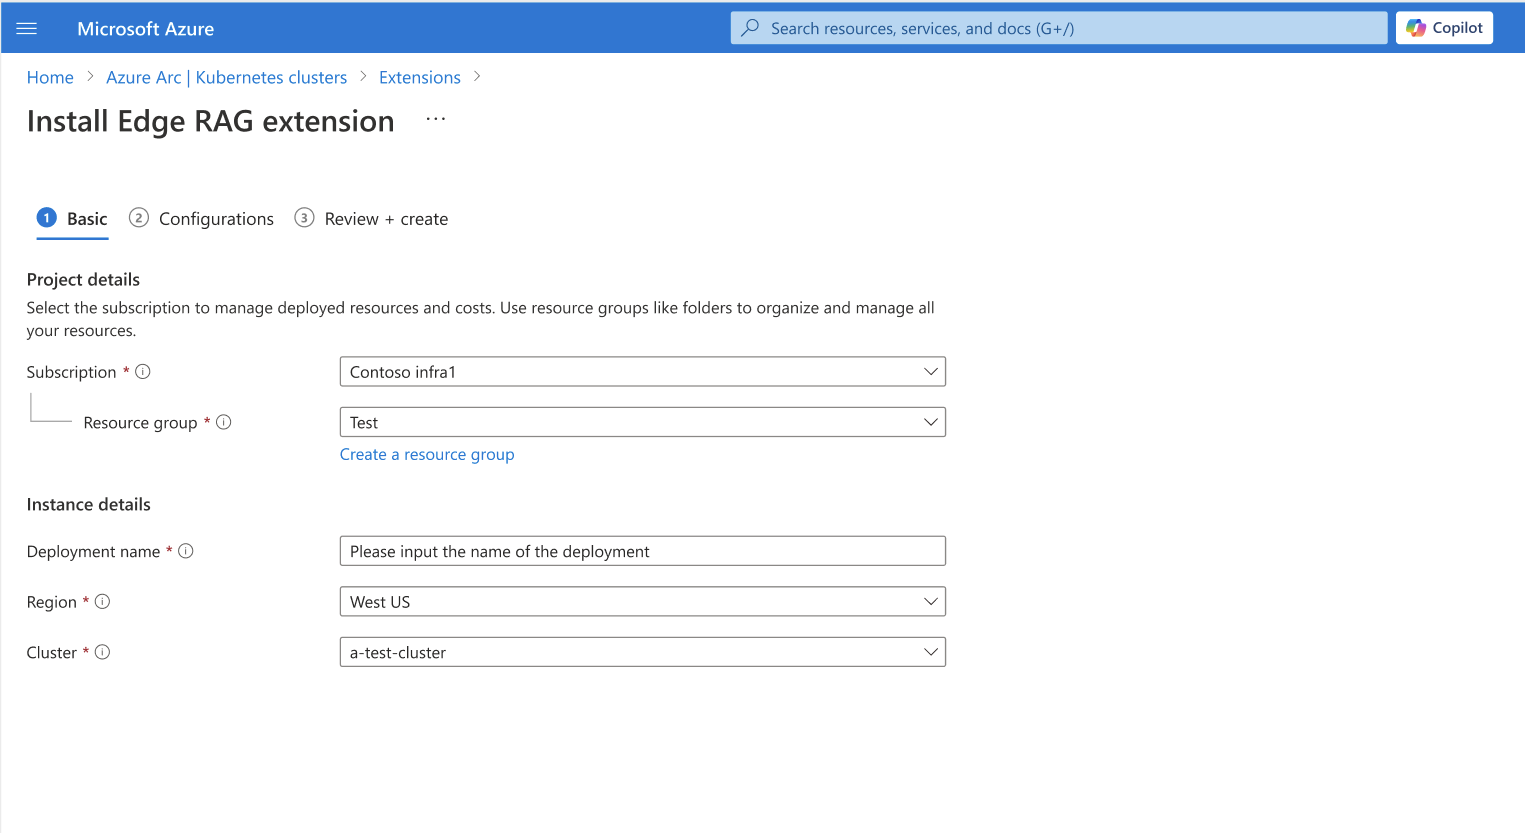 Microsoft Azure
Search resources, services, and docs (G+/)
Copilot
Home > Azure Arc | Kubernetes clusters > Extensions >
Install Edge RAG extension ...
1 Basic 2 Configurations 3 Review + create
Project details
Select the subscription to manage deployed resources and costs. Use resource groups like folders to organize and manage all
your resources.
Subscription *
Contoso infra1
Resource group *
Test
Create a resource group
Instance details
Deployment name *
Please input the name of the deployment
Region *
West US
Cluster *
a-test-cluster